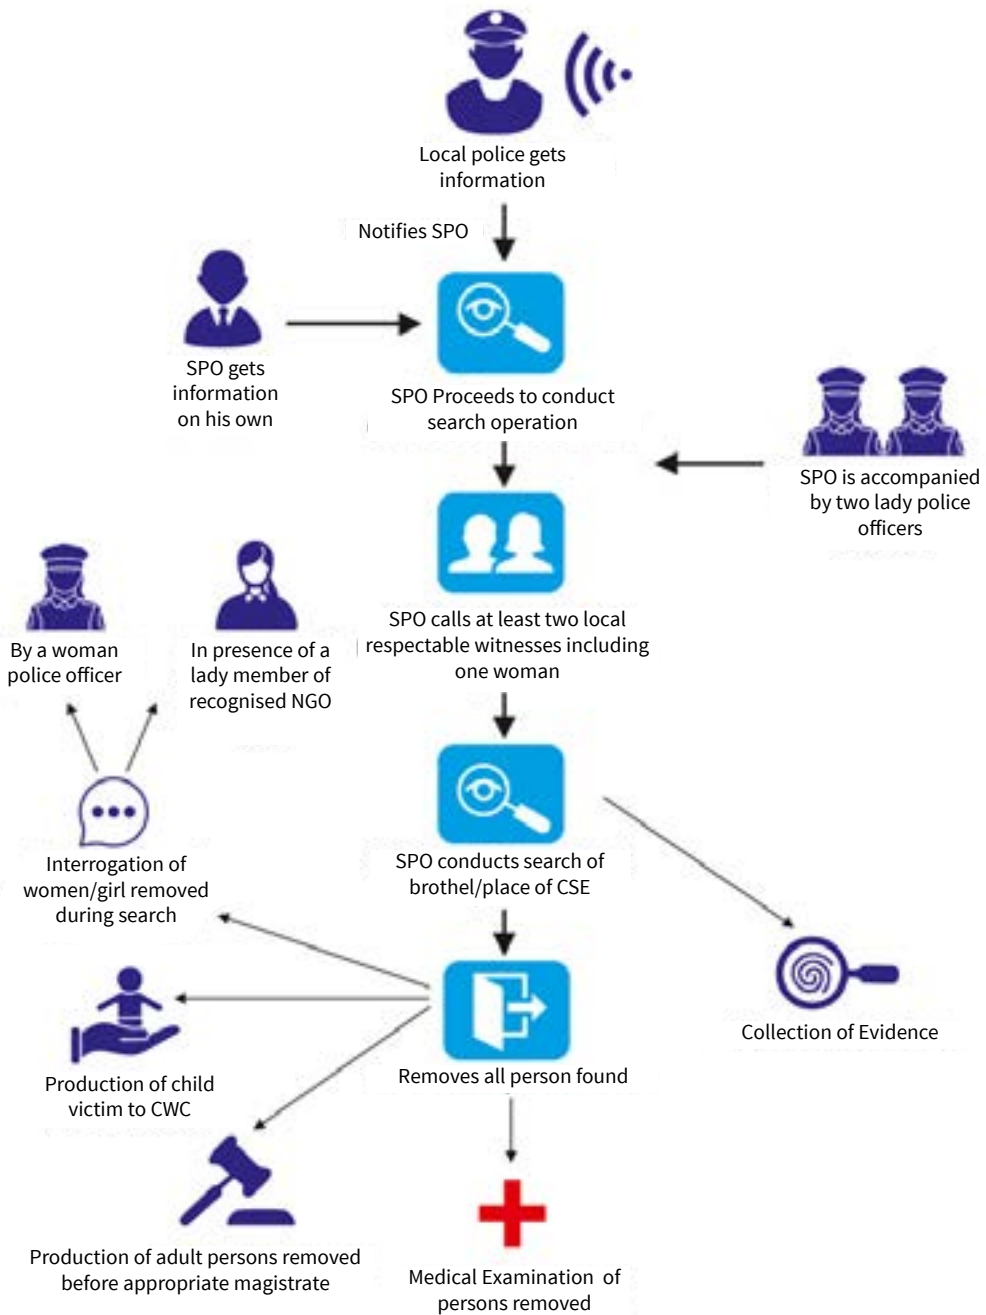 Local police gets
information
Notifies SPO
SPO gets
information
on his own
SPO Proceeds to conduct
search operation
SPO is accompanied
by two lady police
officers
SPO calls at least two local
respectable witnesses including
one woman
By a woman
police officer
In presence of a
lady member of
recognised NGO
SPO conducts search of
brothel/place of CSE
Interrogation of
women/girl removed
during search
Collection of Evidence
Removes all person found
Production of child
victim to CWC
Production of adult persons removed
before appropriate magistrate
Medical Examination of
persons removed